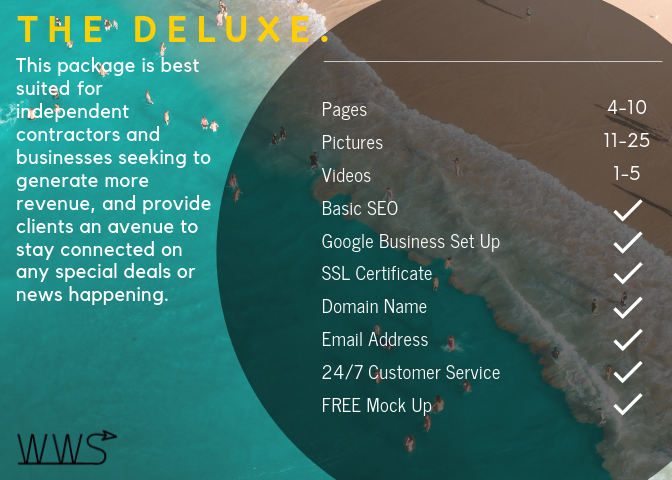 THE DELUXE.
This package is best
suited for
independent
contractors and
businesses seeking to
generate more
revenue, and provide
clients an avenue to
stay connected on
any special deals or
news happening.
Pages 4-10
Pictures 11-25
Videos 1-5
Basic SEO ✓
Google Business Set Up ✓
SSL Certificate ✓
Domain Name ✓
Email Address ✓
24/7 Customer Service ✓
FREE Mock Up ✓
WWS